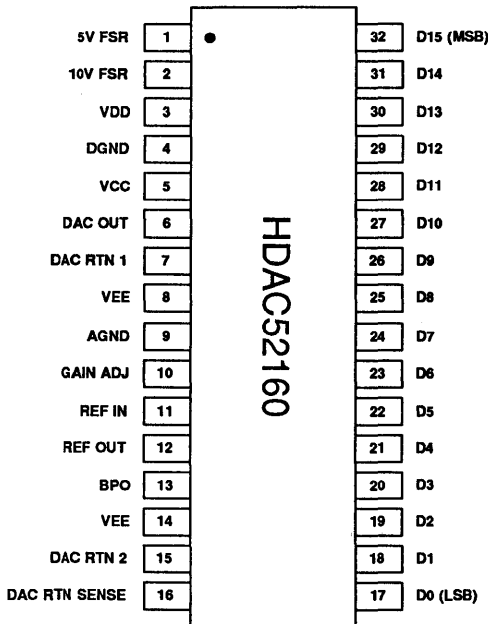 5V FSR 1 32 D15 (MSB)
10V FSR 2 31 D14
VDD 3 30 D13
DGND 4 29 D12
VCC 5 28 D11
DAC OUT 6 27 D10
DAC RTN 1 7 26 D9
VEE 8 25 D8
AGND 9 24 D7
GAIN ADJ 10 23 D6
REF IN 11 22 D5
REF OUT 12 21 D4
BPO 13 20 D3
VEE 14 19 D2
DAC RTN 2 15 18 D1
DAC RTN SENSE 16 17 D0 (LSB)
HDAC52160